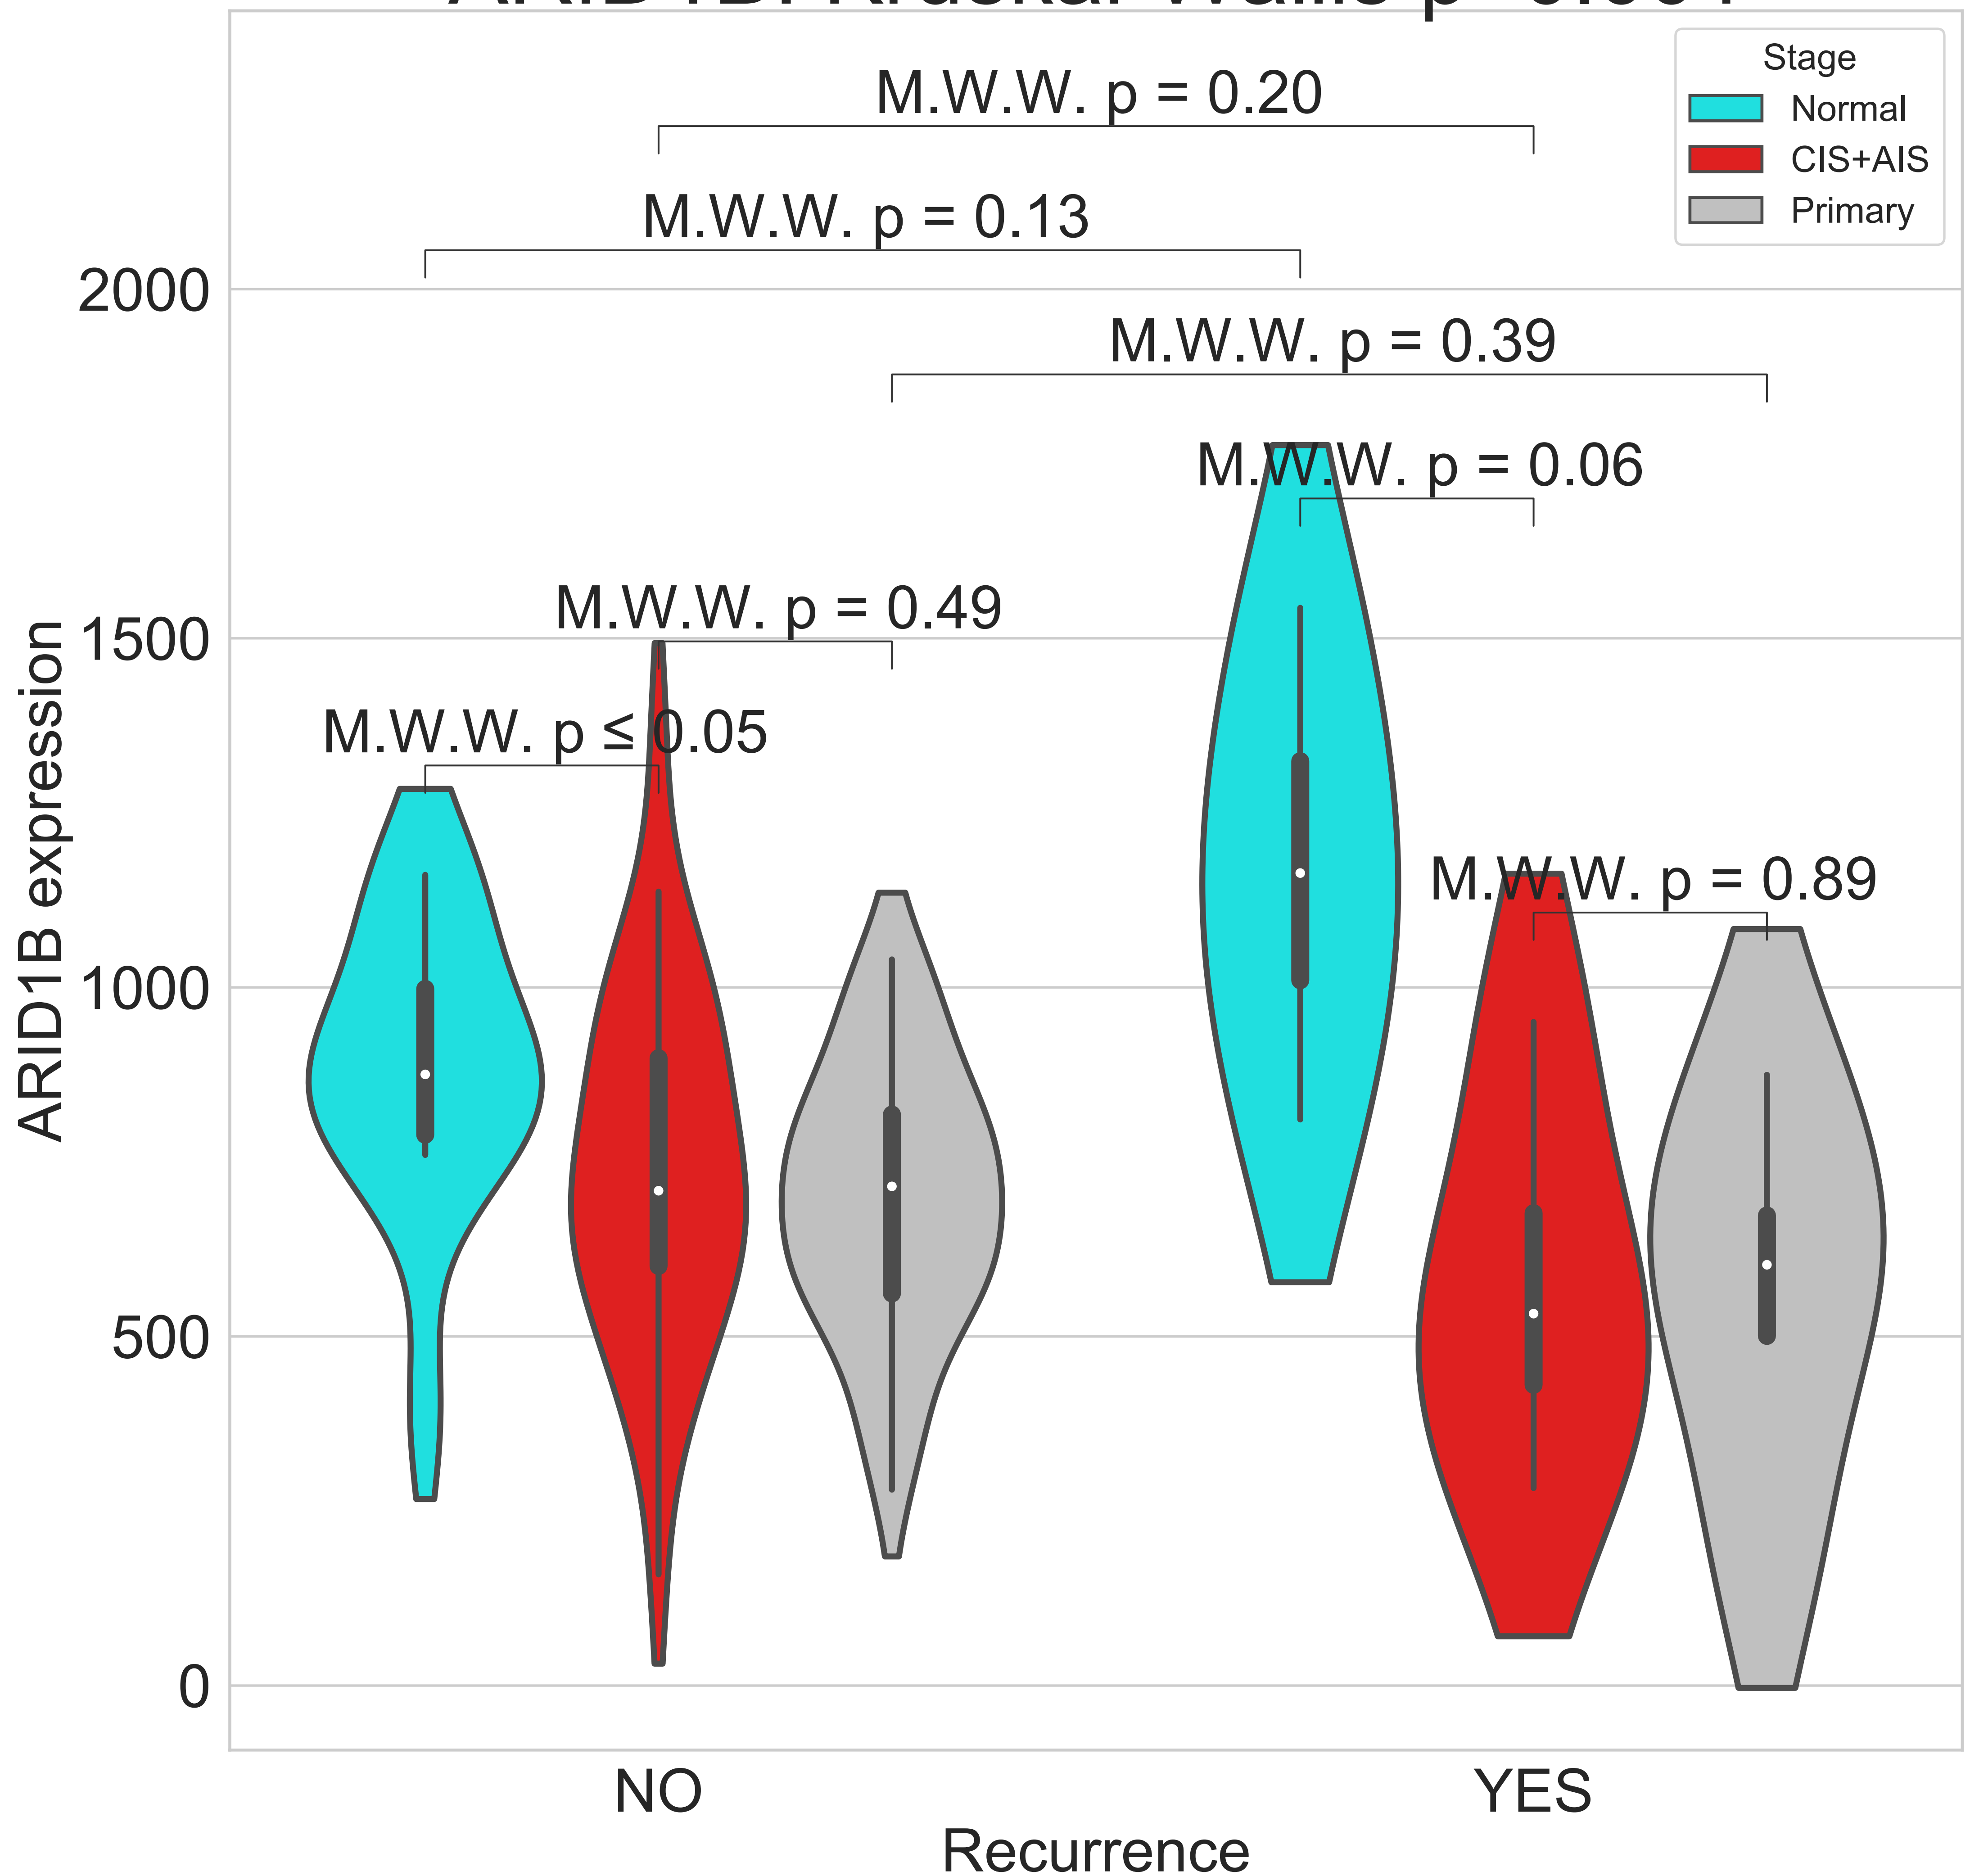 Stage
Normal
CIS+AIS
Primary
M.W.W. p = 0.20
M.W.W. p = 0.13
M.W.W. p = 0.39
M.W.W. p = 0.06
M.W.W. p = 0.49
M.W.W. p ≤ 0.05
M.W.W. p = 0.89
2000
1500
1000
500
0
ARID1B expression
NO
YES
Recurrence